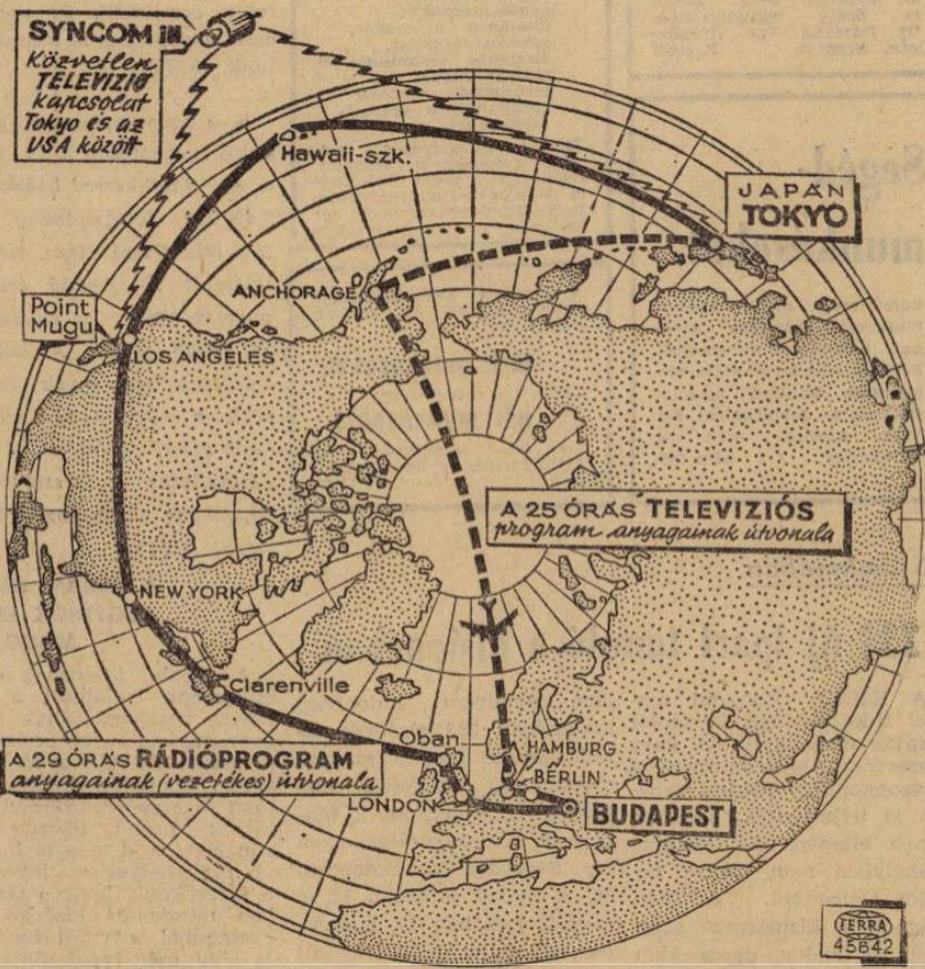 SYNCOM III.
Közvetlen
TELEVIZIÓ
kapcsolat
Tokyo és az
USA között
Hawaii-szk.
JAPÁN
TOKYO
ANCHORAGE
Point
Mugu
LOS ANGELES
A 25 ÓRÁS TELEVIZIÓS
program anyagainak útvonala
NEW YORK
Clarenville
Oban
HAMBURG
BERLIN
A 29 ÓRÁS RÁDIÓPROGRAM
anyagainak (vezetékes) útvonala
LONDON
BUDAPEST
TERRA
45642